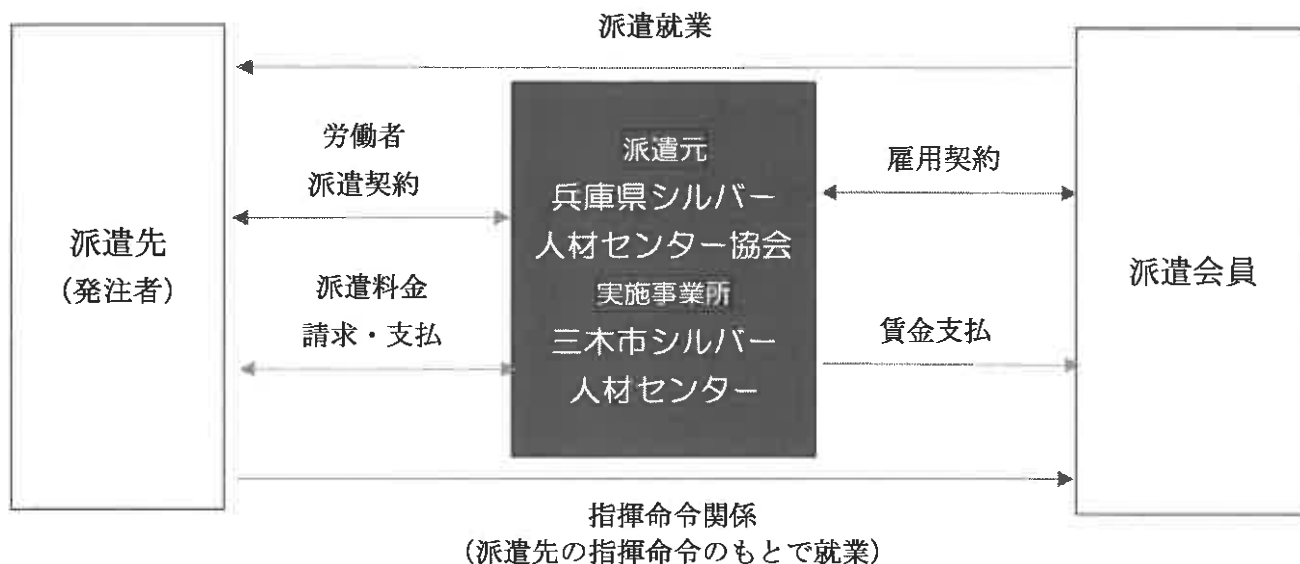 派遣就業
労働者
派遣契約
派遣元
兵庫県シルバー
人材センター協会
実施事業所
三木市シルバー
人材センター
雇用契約
派遣先
(発注者)
派遣料金
請求・支払
派遣会員
賃金支払
指揮命令関係
(派遣先の指揮命令のもとで就業)